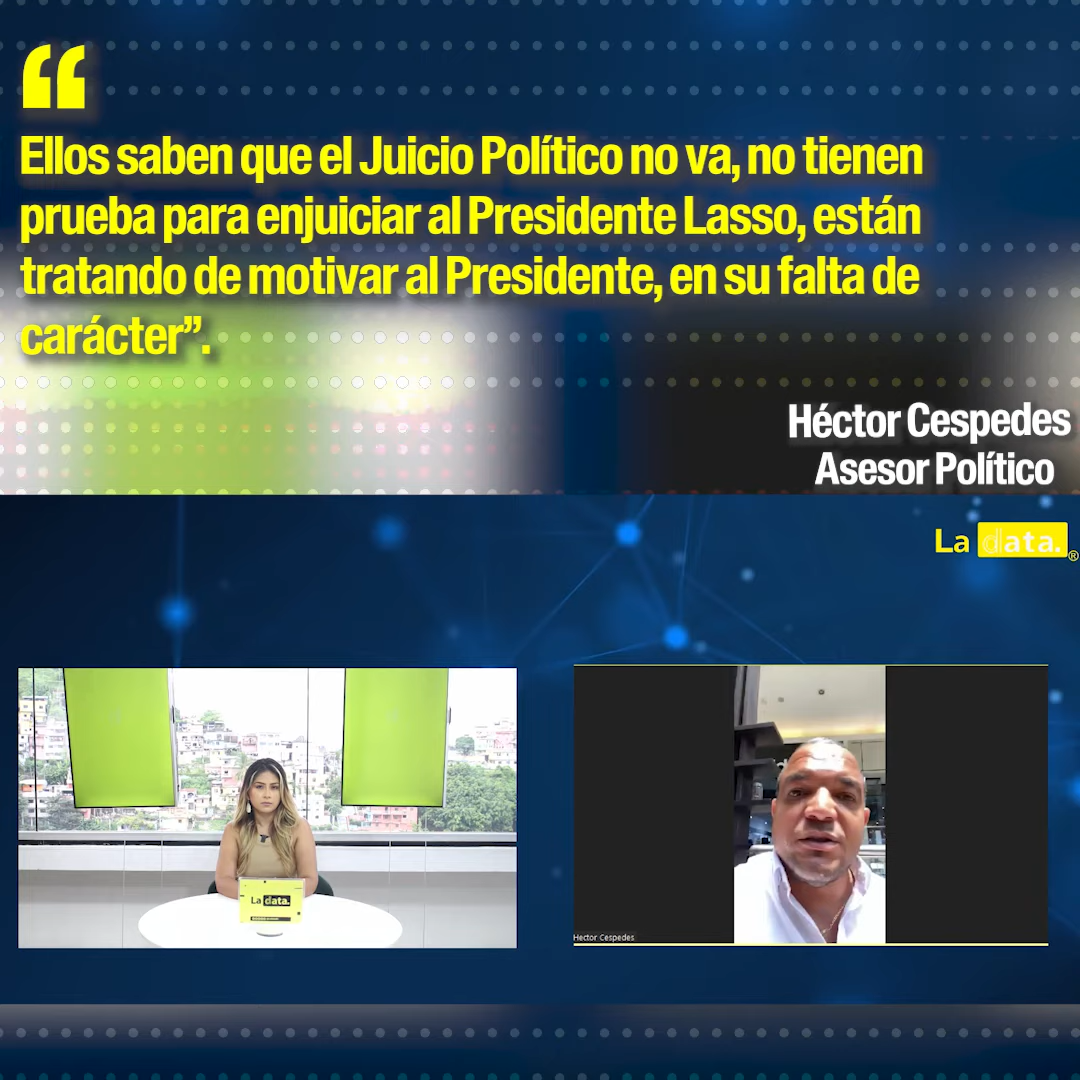 “
Ellos saben que el Juicio Político no va, no tienen
prueba para enjuiciar al Presidente Lasso, están
tratando de motivar al Presidente, en su falta de
carácter”.
Héctor Cespedes
Asesor Político
La data.®
La data.
Hector Cespedes